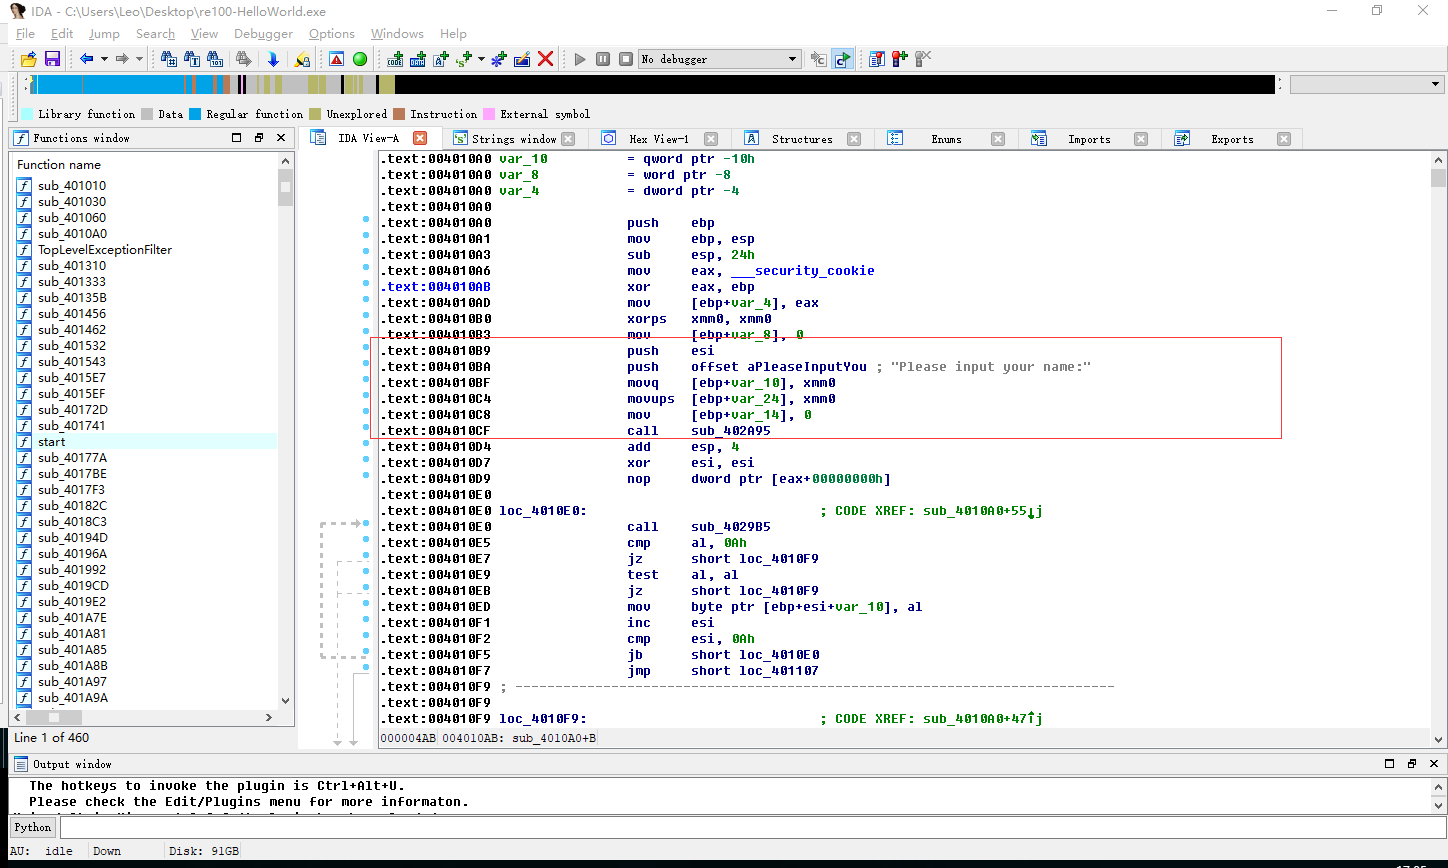 IDA - C:\Users\Leo\Desktop\re100-HelloWorld.exe
File Edit Jump Search View Debugger Options Windows Help
No debugger
Library function Data Regular function Unexplored Instruction External symbol
Functions window
IDA View-A Strings window Hex View-1 Structures Enums Imports Exports
Function name
sub_401010
sub_401030
sub_401060
sub_4010A0
TopLevelExceptionFilter
sub_401310
sub_401333
sub_40135B
sub_401456
sub_401462
sub_401532
sub_401543
sub_4015E7
sub_4015EF
sub_40172D
sub_401741
start
sub_40177A
sub_4017BE
sub_4017F3
sub_40182C
sub_4018C3
sub_40194D
sub_40196A
sub_401992
sub_4019CD
sub_4019E2
sub_401A7E
sub_401A81
sub_401A85
sub_401A8B
sub_401A97
sub_401A9A
Line 1 of 460
.text:004010A0 var_10 = qword ptr -10h
.text:004010A0 var_8 = word ptr -8
.text:004010A0 var_4 = dword ptr -4
.text:004010A0
.text:004010A0 push ebp
.text:004010A1 mov ebp, esp
.text:004010A3 sub esp, 24h
.text:004010A6 mov eax, ___security_cookie
.text:004010AB xor eax, ebp
.text:004010AD mov [ebp+var_4], eax
.text:004010B0 xorps xmm0, xmm0
.text:004010B3 mov [ebp+var_8], 0
.text:004010B9 push esi
.text:004010BA push offset aPleaseInputYou ; "Please input your name:"
.text:004010BF movq [ebp+var_10], xmm0
.text:004010C4 movups [ebp+var_24], xmm0
.text:004010C8 mov [ebp+var_14], 0
.text:004010CF call sub_402A95
.text:004010D4 add esp, 4
.text:004010D7 xor esi, esi
.text:004010D9 nop dword ptr [eax+00000000h]
.text:004010E0
.text:004010E0 loc_4010E0: ; CODE XREF: sub_4010A0+55↓j
.text:004010E0 call sub_4029B5
.text:004010E5 cmp al, 0Ah
.text:004010E7 jz short loc_4010F9
.text:004010E9 test al, al
.text:004010EB jz short loc_4010F9
.text:004010ED mov byte ptr [ebp+esi+var_10], al
.text:004010F1 inc esi
.text:004010F2 cmp esi, 0Ah
.text:004010F5 jb short loc_4010E0
.text:004010F7 jmp short loc_401107
.text:004010F9 ; ---------------------------------------------------------------------------
.text:004010F9
.text:004010F9 loc_4010F9: ; CODE XREF: sub_4010A0+47↑j
000004AB 004010AB: sub_4010A0+B
Output window
The hotkeys to invoke the plugin is Ctrl+Alt+U.
Please check the Edit/Plugins menu for more informaton.
Python
AU: idle Down Disk: 91GB